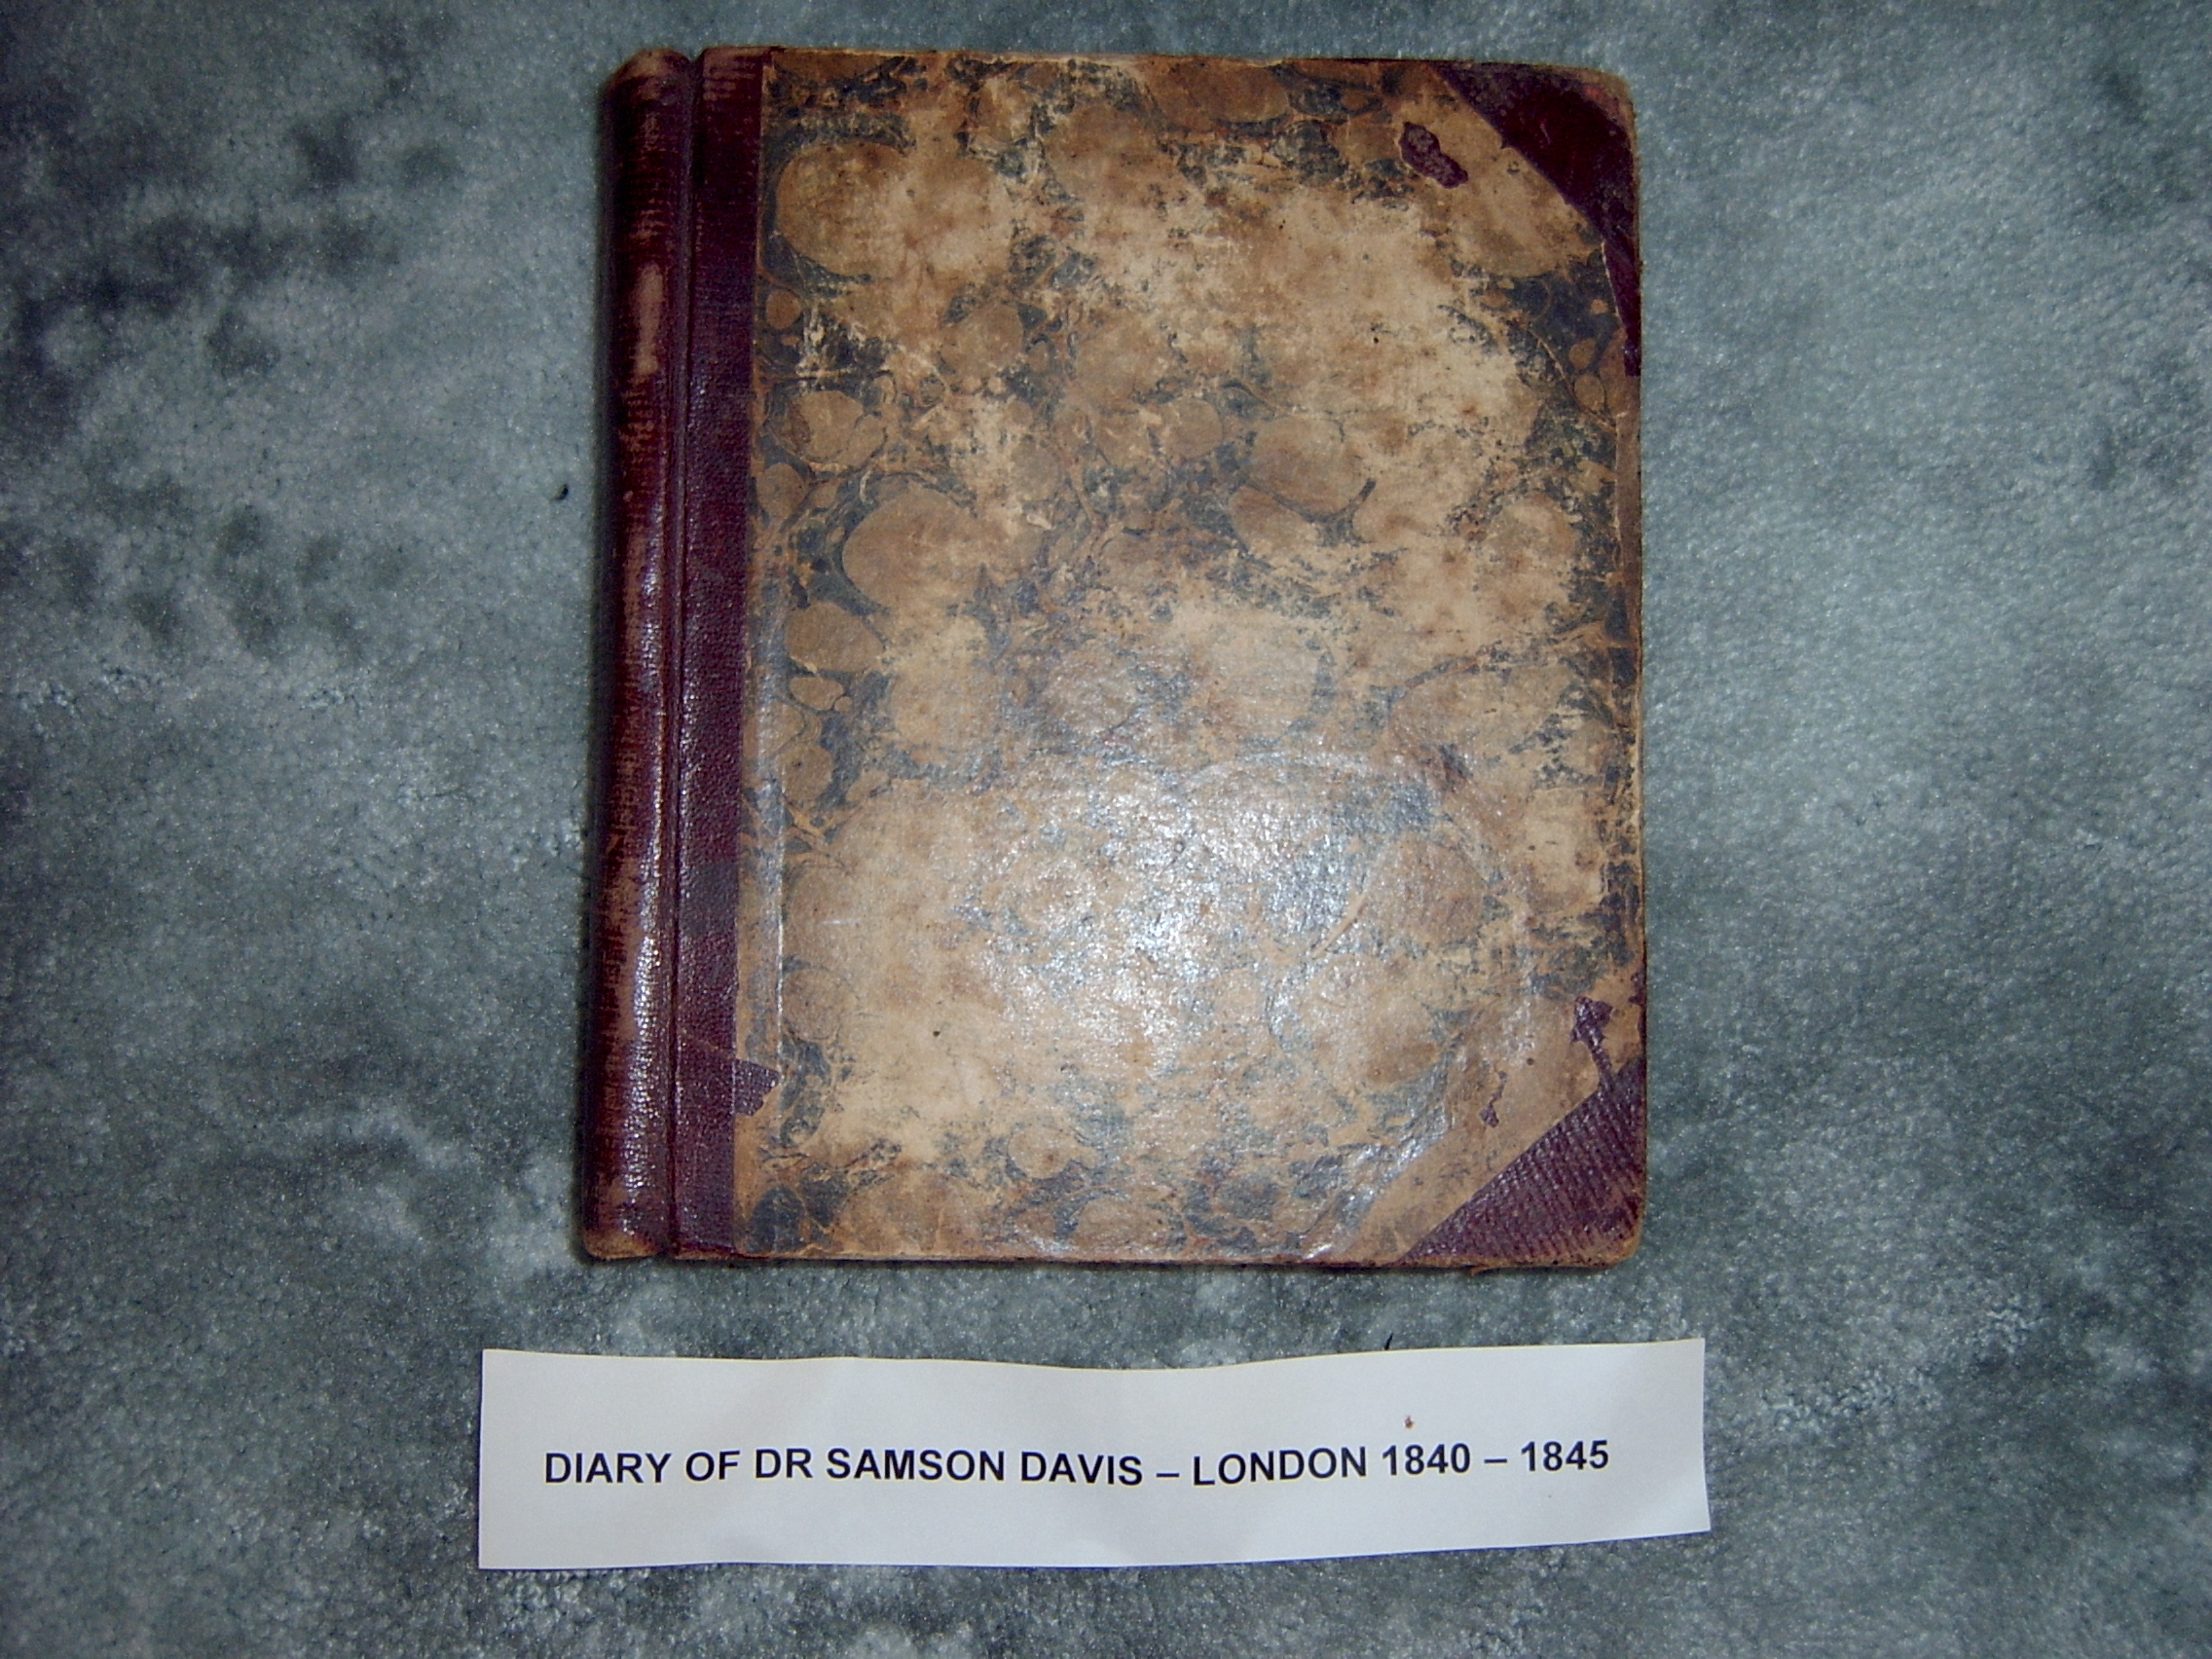 DIARY OF DR SAMSON DAVIS – LONDON 1840 – 1845